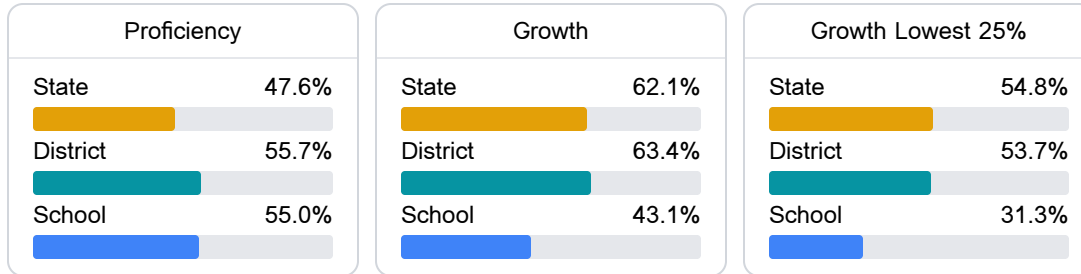 Proficiency
State 47.6%
District 55.7%
School 55.0%
Growth
State 62.1%
District 63.4%
School 43.1%
Growth Lowest 25%
State 54.8%
District 53.7%
School 31.3%